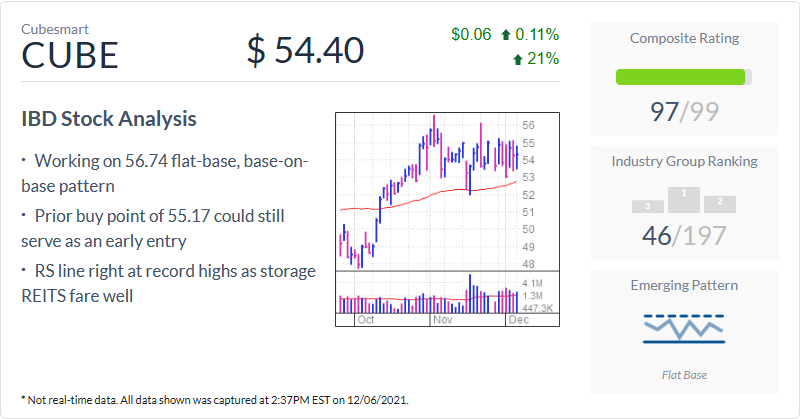 Cubesmart
CUBE
$ 54.40
$0.06 0.11%
21%
IBD Stock Analysis
· Working on 56.74 flat-base, base-on-
base pattern
· Prior buy point of 55.17 could still
serve as an early entry
· RS line right at record highs as storage
REITS fare well
56
55
54
53
52
51
50
49
48
4.1M
1.3M
447.3K
Oct Nov Dec
Composite Rating
97/99
Industry Group Ranking
3 1 2
46/197
Emerging Pattern
Flat Base
* Not real-time data. All data shown was captured at 2:37PM EST on 12/06/2021.